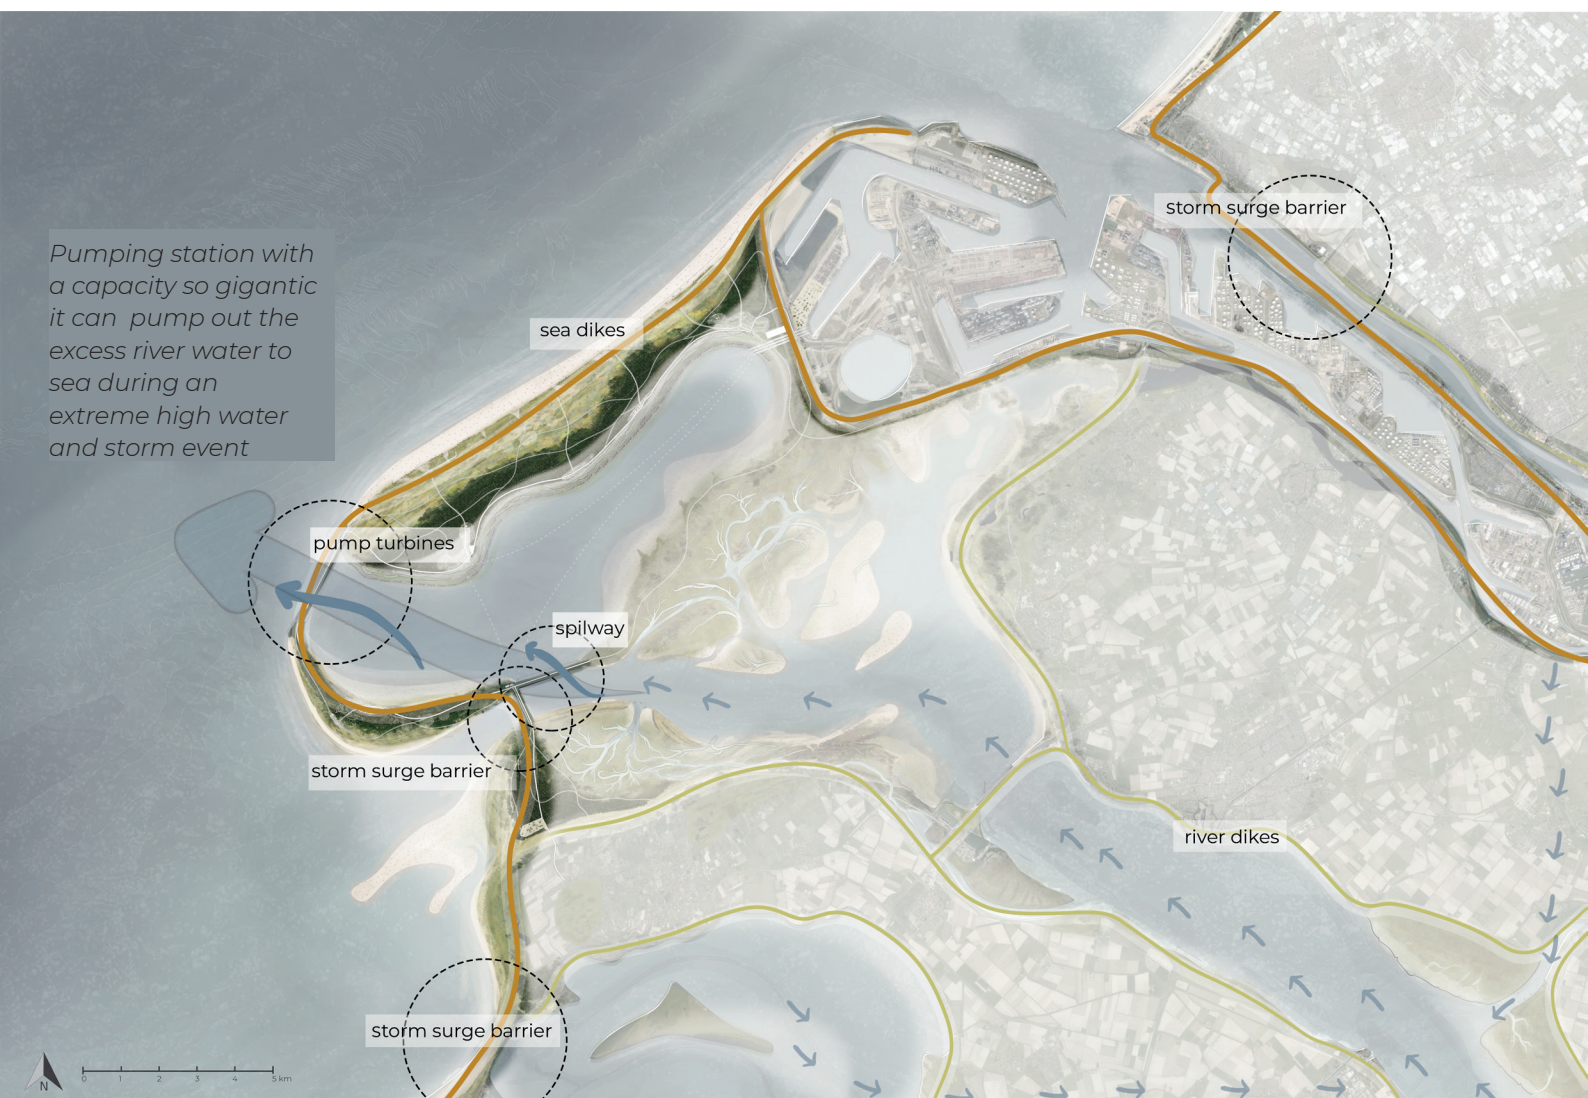 storm surge barrier
Pumping station with
a capacity so gigantic
it can pump out the
excess river water to
sea during an
extreme high water
and storm event
sea dikes
pump turbines
spilway
storm surge barrier
river dikes
storm surge barrier
N
0 1 2 3 4 5 km